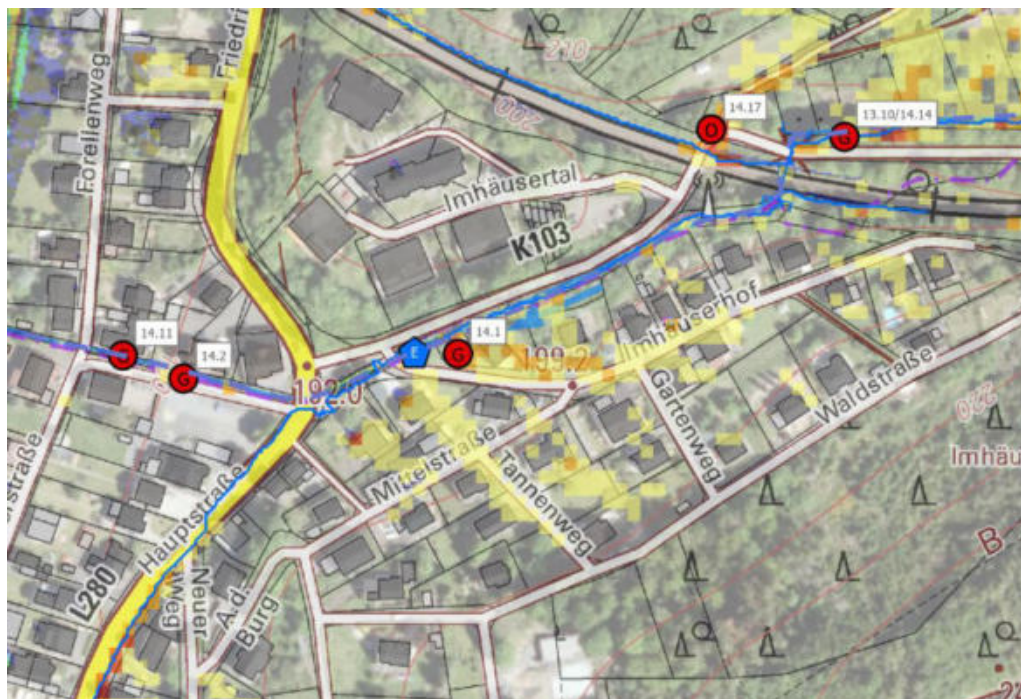 Friedri
210
200
14.17
O
13.10/14.14
G
Forellenweg
Imhäusertal
K103
14.11
14.2
G
14.1
E
G
199.2
Imhäuserhof
192.0
Gartenweg
Waldstraße
220
Imhäu
Mittelstraße
Tannenweg
Hauptstraße
L280
Neuer
Weg
A.d.
Burg
B